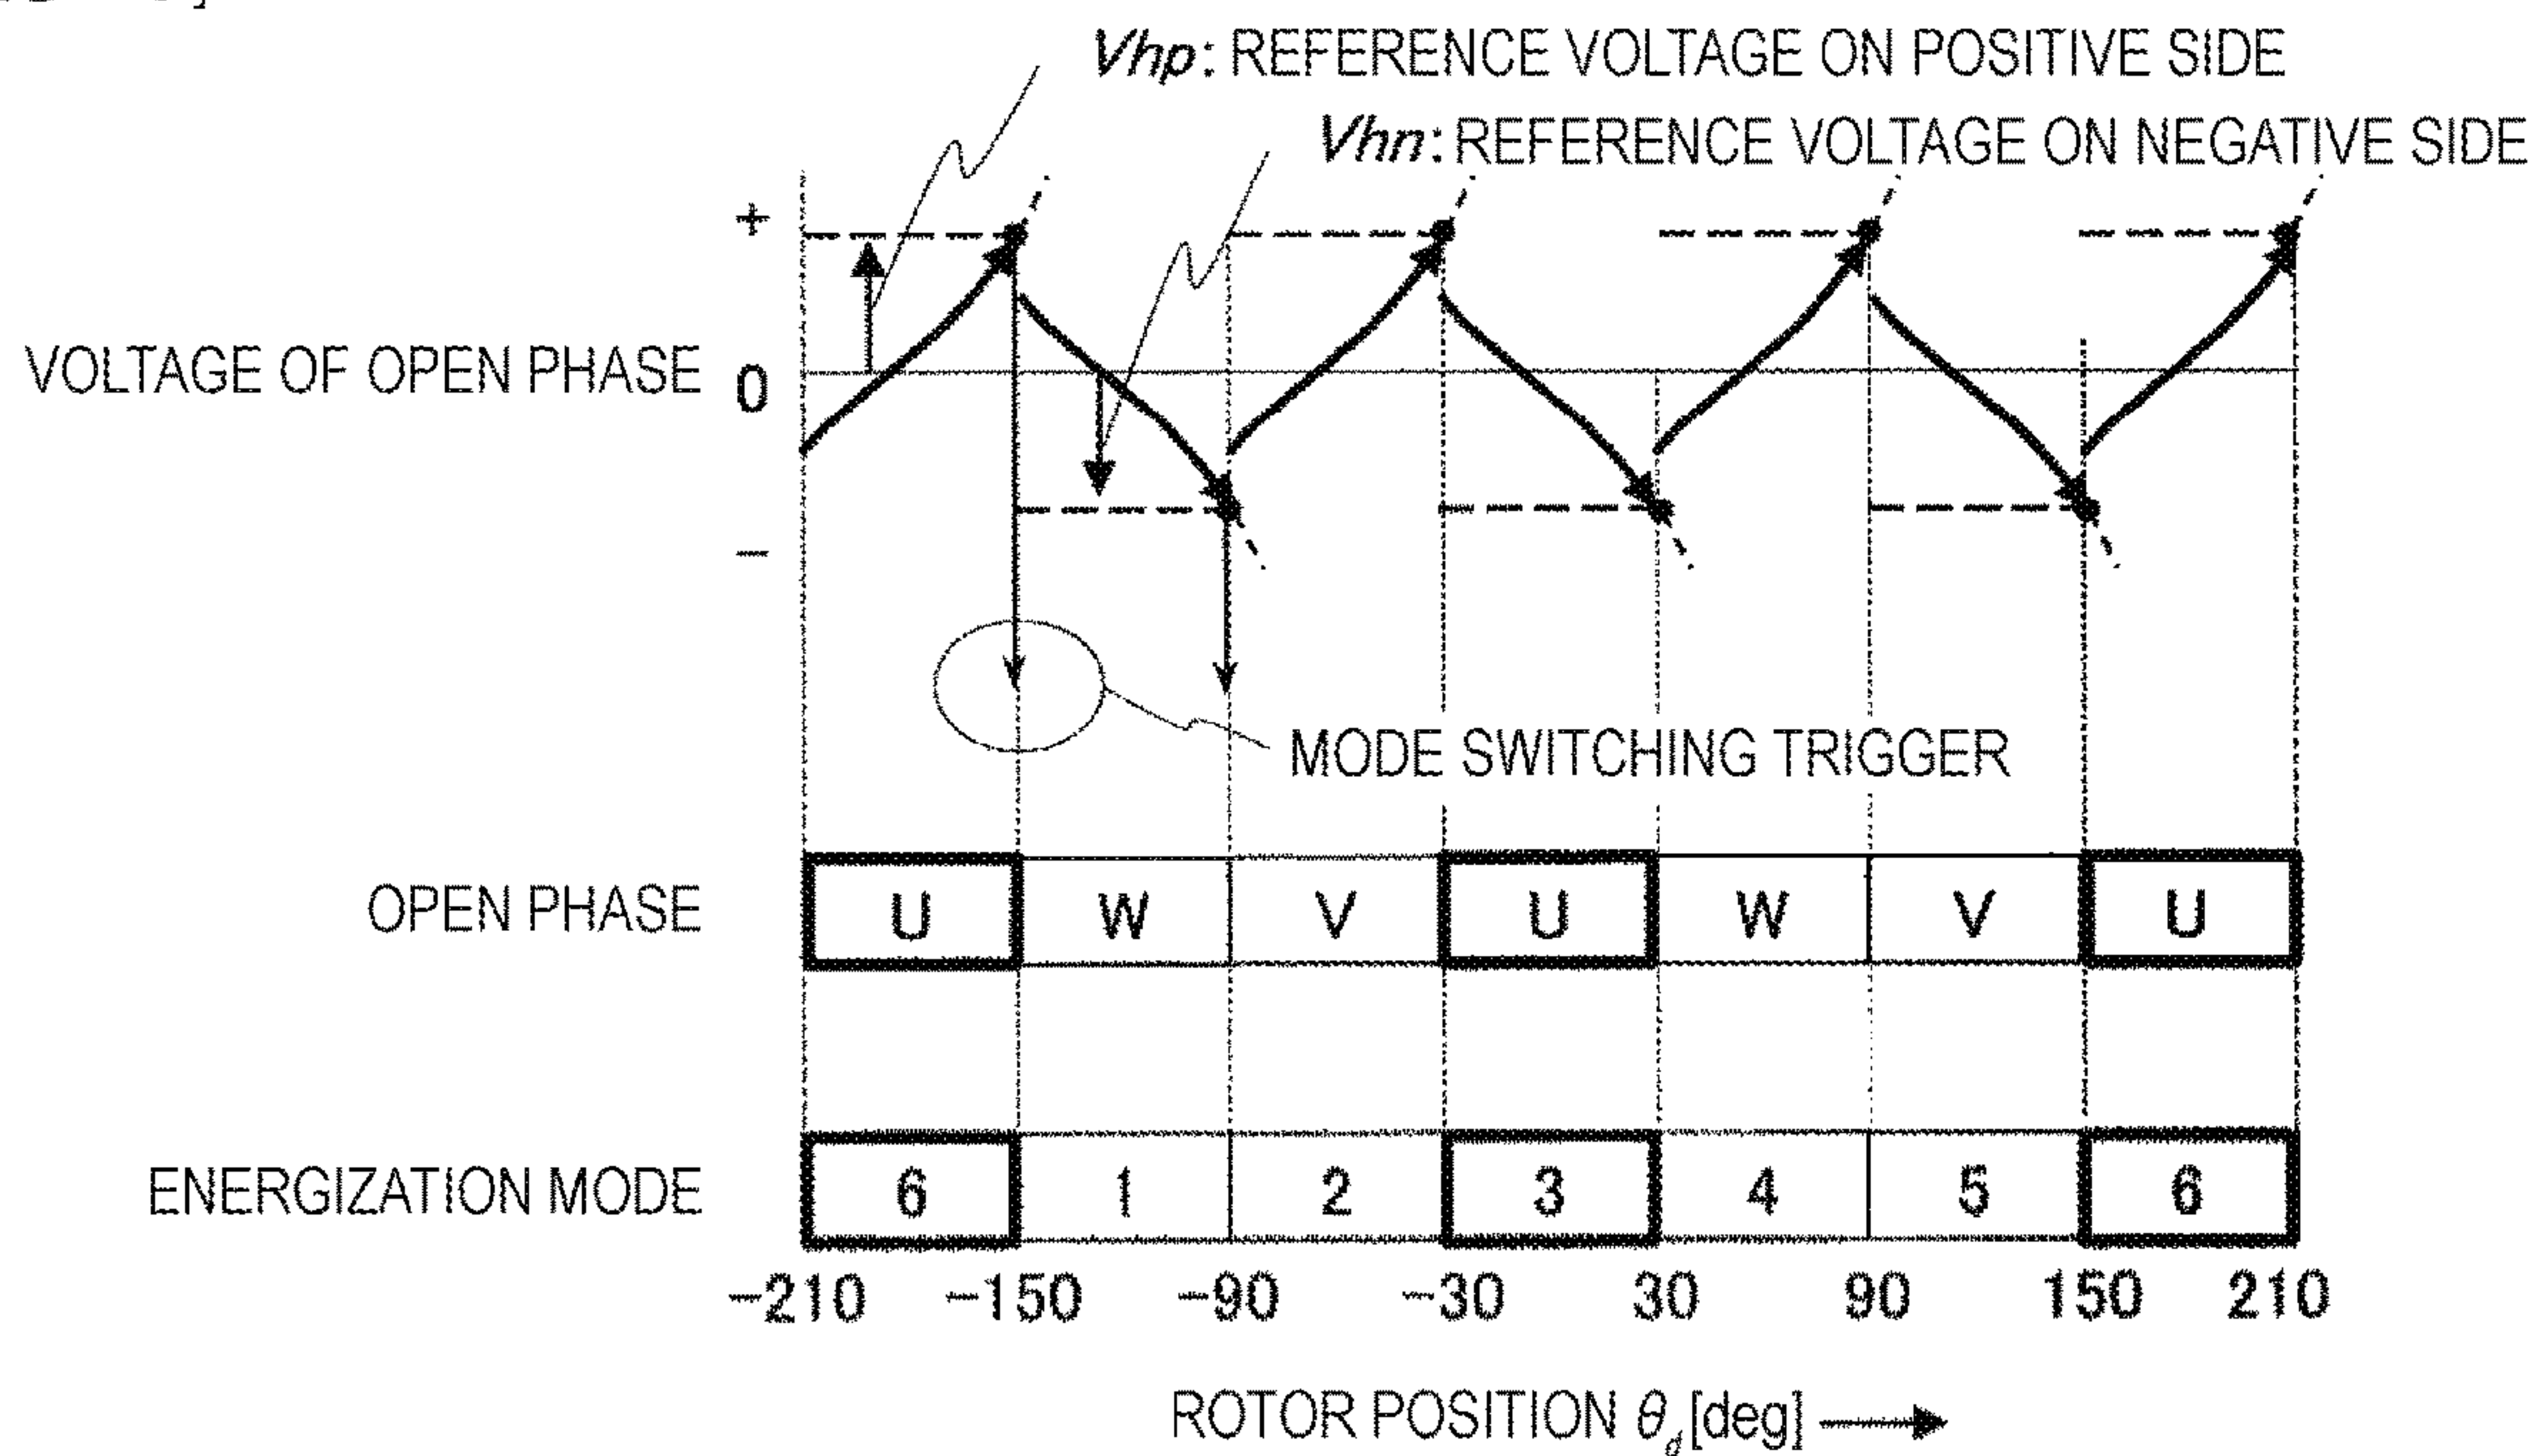 Vhp: REFERENCE VOLTAGE ON POSITIVE SIDE
Vhn: REFERENCE VOLTAGE ON NEGATIVE SIDE
+
VOLTAGE OF OPEN PHASE 0
−
MODE SWITCHING TRIGGER
OPEN PHASE U W V U W V U
ENERGIZATION MODE 6 1 2 3 4 5 6
−210 −150 −90 −30 30 90 150 210
ROTOR POSITION θd[deg]